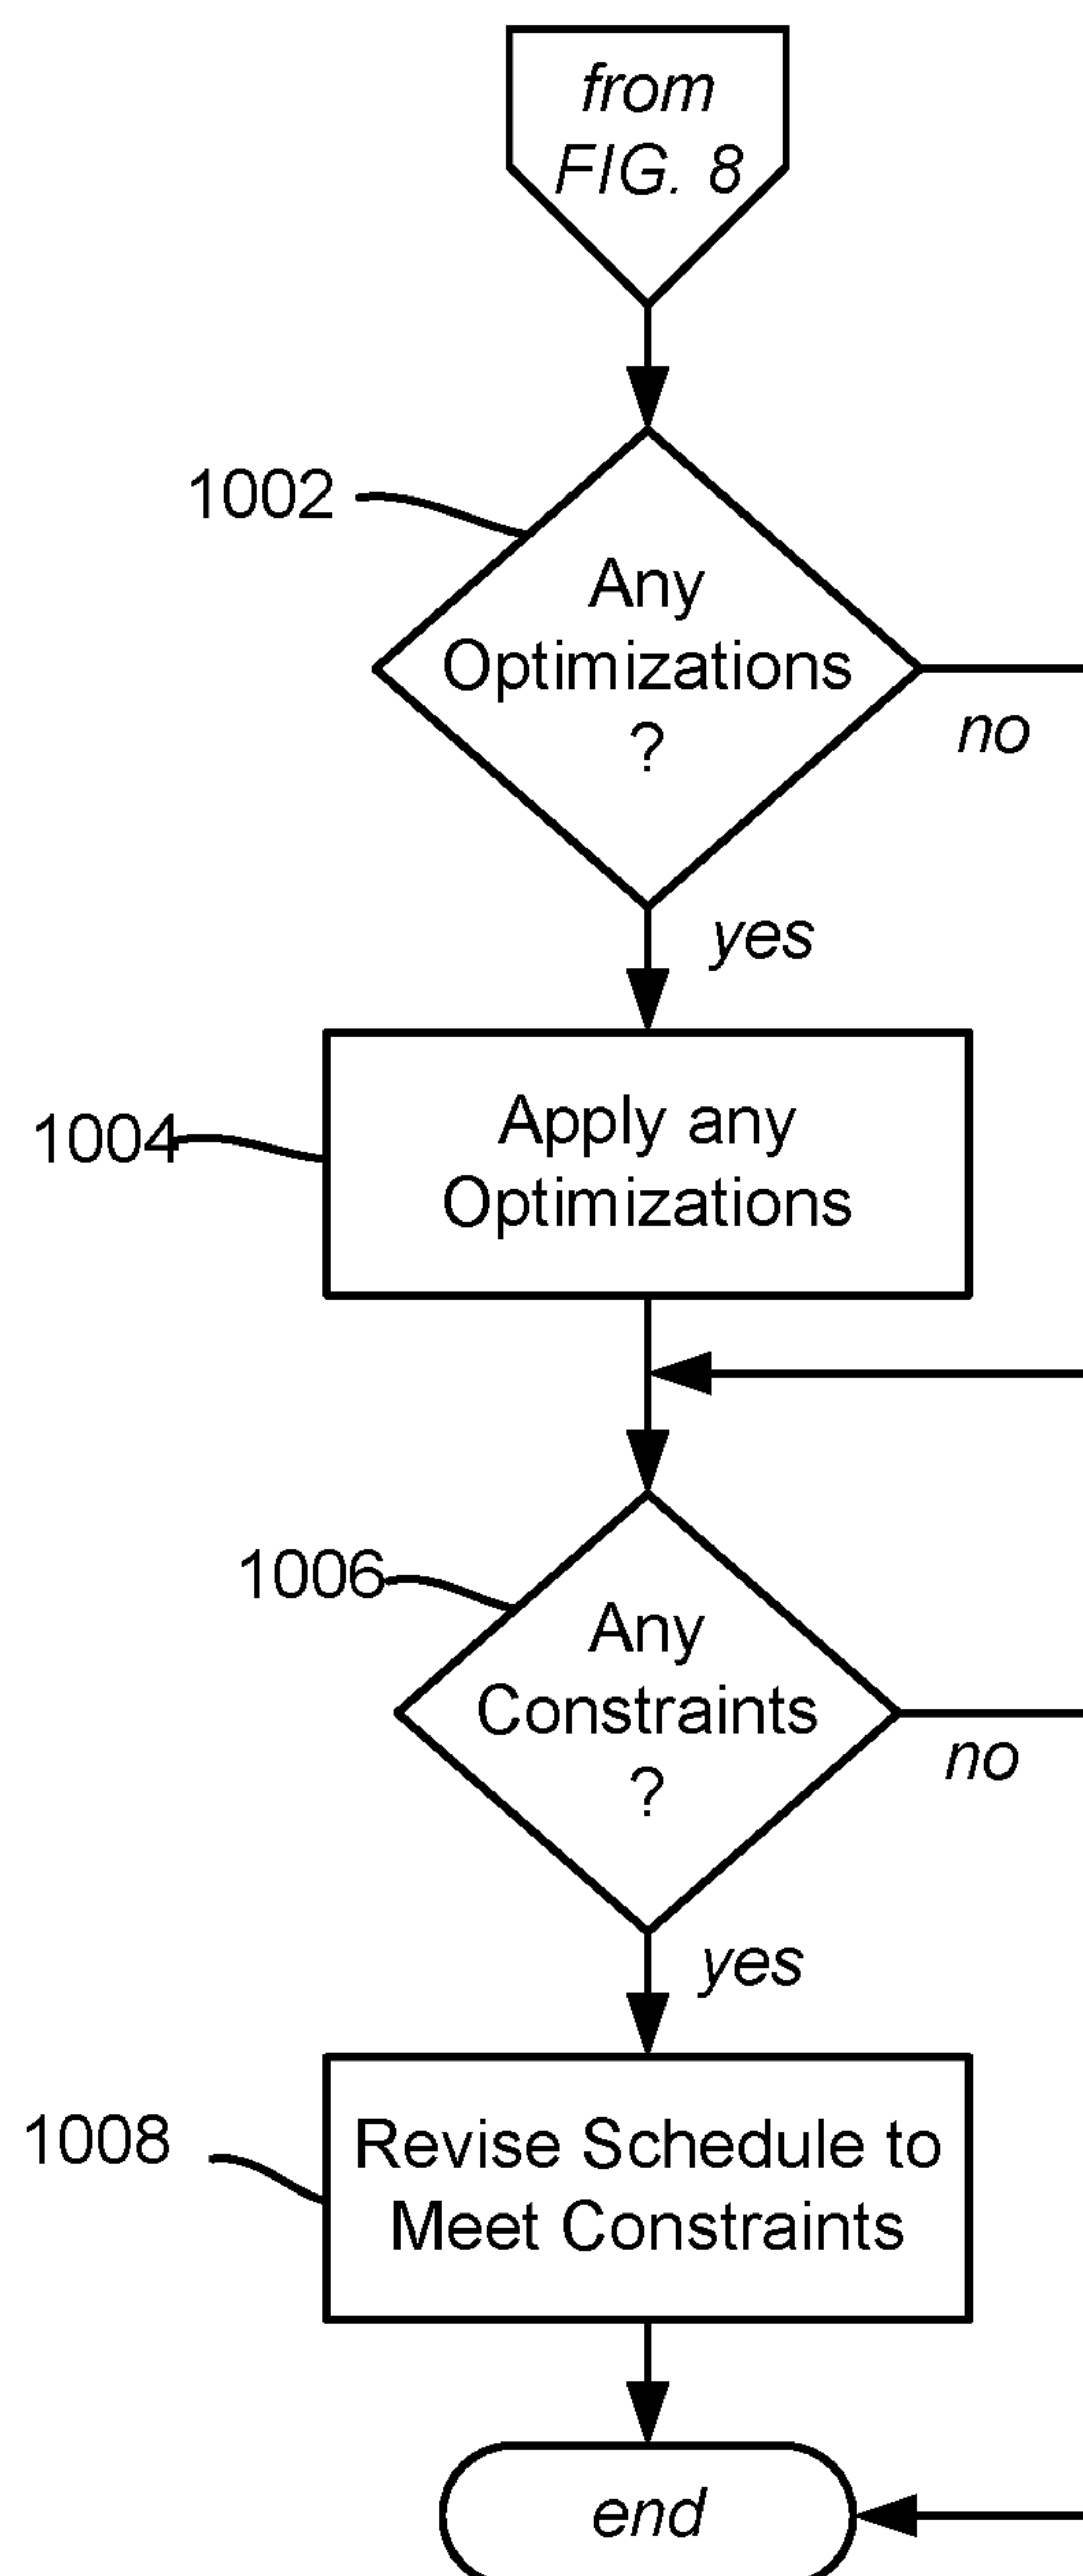 from
FIG. 8
1002
Any
Optimizations
?
no
yes
1004
Apply any
Optimizations
1006
Any
Constraints
?
no
yes
1008
Revise Schedule to
Meet Constraints
end